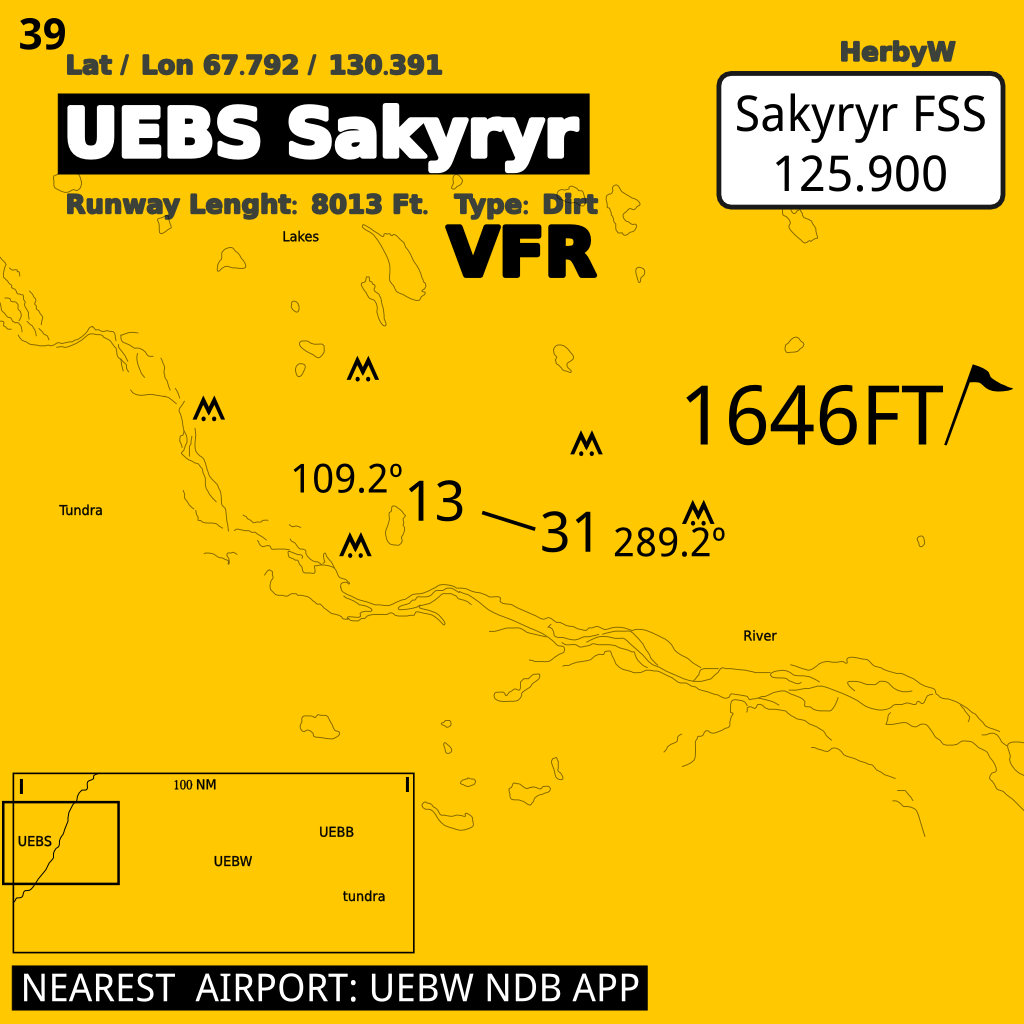 39
Lat / Lon 67.792 / 130.391
HerbyW
UEBS Sakyryr
Sakyryr FSS
125.900
Runway Lenght: 8013 Ft. Type: Dirt
Lakes
VFR
1646FT
109.2º
13
31
289.2º
Tundra
River
100 NM
UEBS
UEBB
UEBW
tundra
NEAREST AIRPORT: UEBW NDB APP